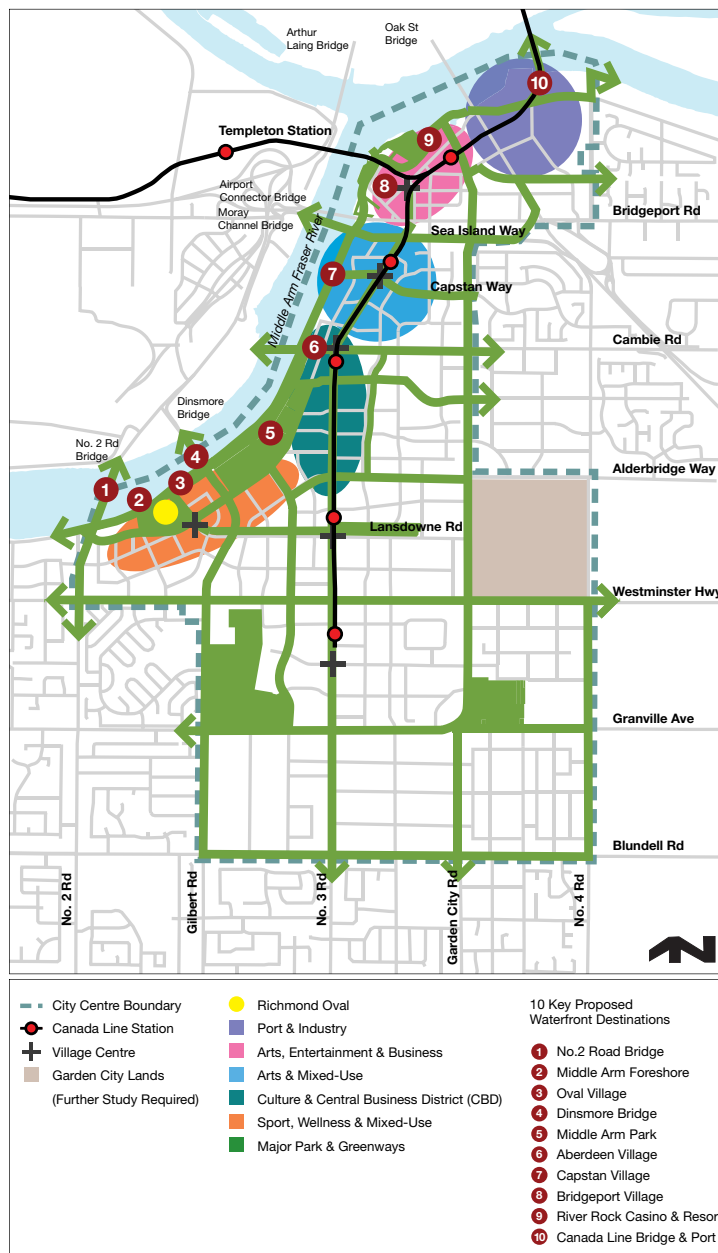 Arthur
Laing Bridge
Oak St
Bridge
10
Templeton Station
9
8
Airport
Connector Bridge
Moray
Channel Bridge
Bridgeport Rd
Sea Island Way
Middle Arm Fraser River
7
Capstan Way
6
Cambie Rd
Dinsmore
Bridge
5
No. 2 Rd
Bridge
4
Alderbridge Way
3
1
2
Lansdowne Rd
Westminster Hwy
Granville Ave
Blundell Rd
No. 2 Rd
Gilbert Rd
No. 3 Rd
Garden City Rd
No. 4 Rd
N
City Centre Boundary
Canada Line Station
Village Centre
Garden City Lands
(Further Study Required)
Richmond Oval
Port & Industry
Arts, Entertainment & Business
Arts & Mixed-Use
Culture & Central Business District (CBD)
Sport, Wellness & Mixed-Use
Major Park & Greenways
10 Key Proposed
Waterfront Destinations
1 No.2 Road Bridge
2 Middle Arm Foreshore
3 Oval Village
4 Dinsmore Bridge
5 Middle Arm Park
6 Aberdeen Village
7 Capstan Village
8 Bridgeport Village
9 River Rock Casino & Resor
10 Canada Line Bridge & Port